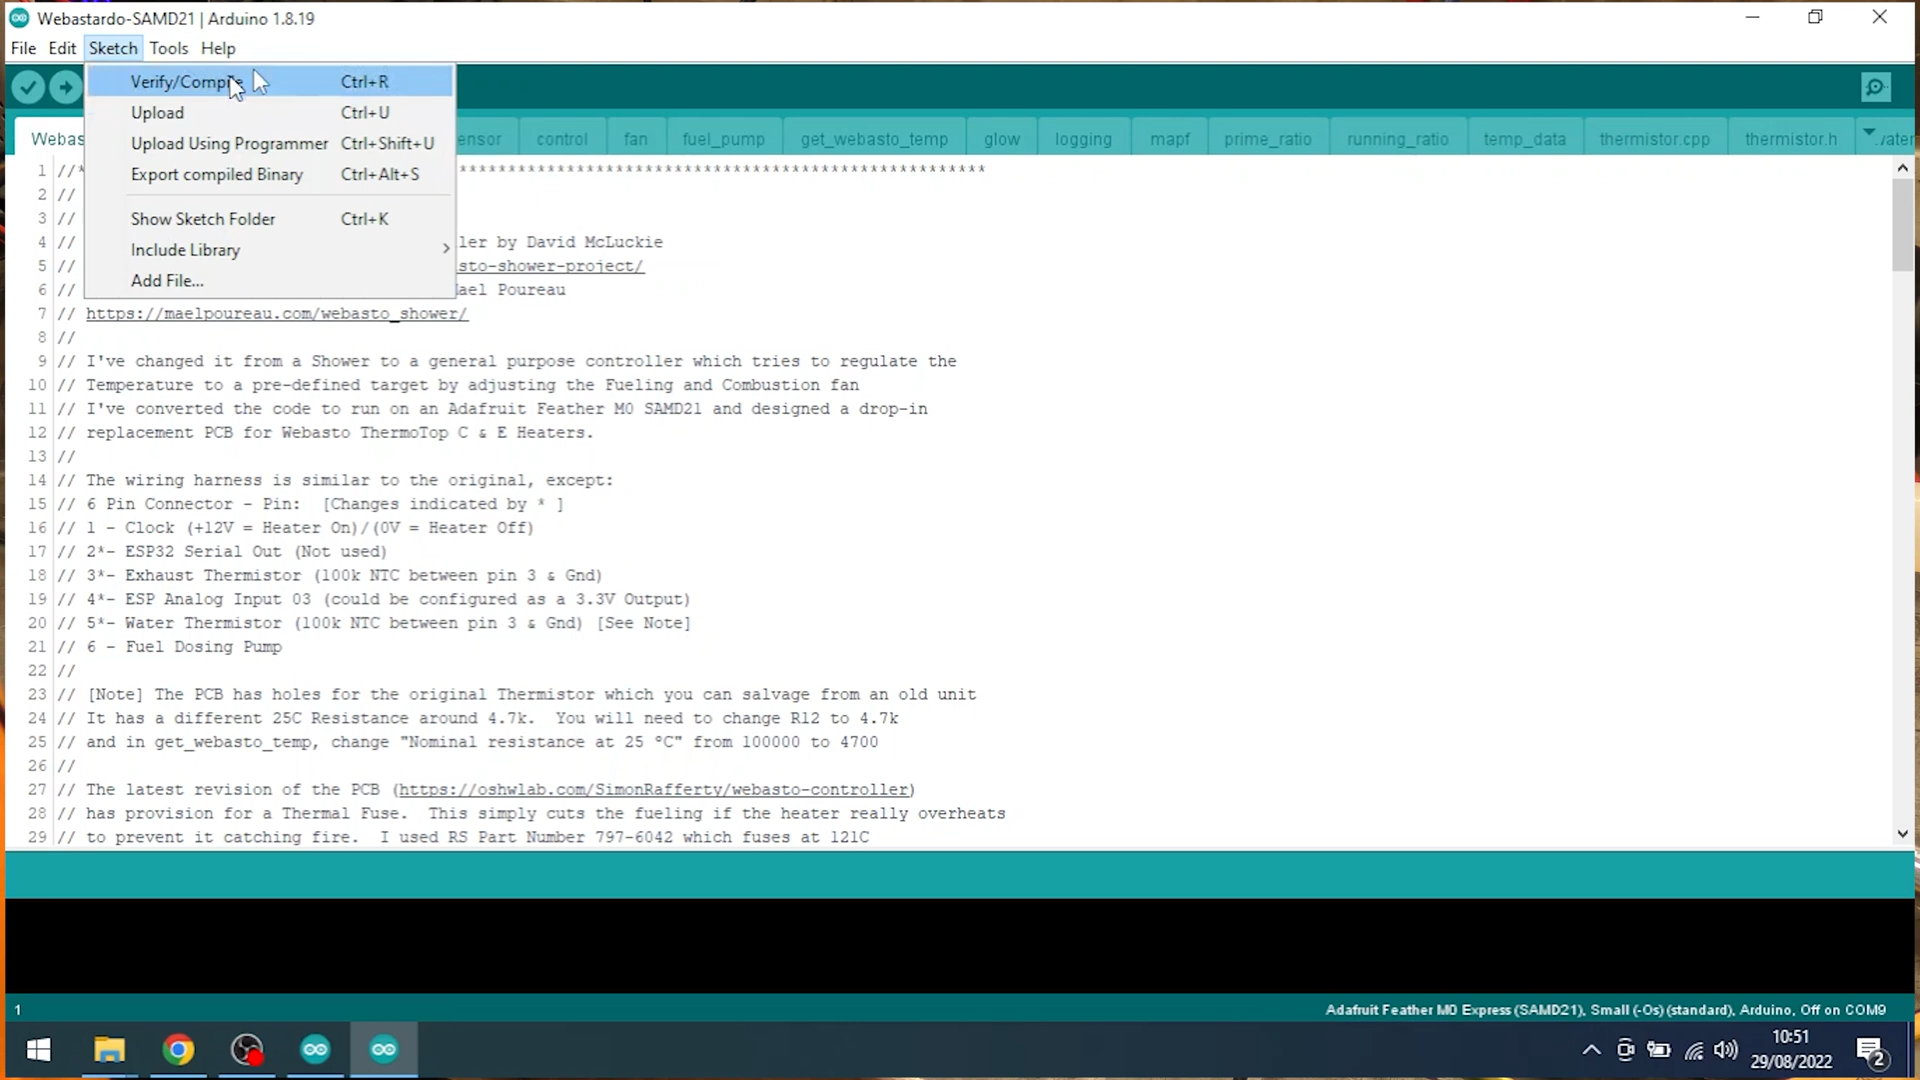 Webastardo-SAMD21 | Arduino 1.8.19
File Edit Sketch Tools Help
Verify/Compile Ctrl+R
Upload Ctrl+U
Upload Using Programmer Ctrl+Shift+U
Export compiled Binary Ctrl+Alt+S
Show Sketch Folder Ctrl+K
Include Library
Add File...
Webas ensor control fan fuel_pump get_webasto_temp glow logging mapf prime_ratio running_ratio temp_data thermistor.cpp thermistor.h
1 //* ******************************************************
2 //
3 //
4 // ler by David McLuckie
5 // sto-shower-project/
6 // ael Poureau
7 // https://maelpoureau.com/webasto_shower/
8 //
9 // I've changed it from a Shower to a general purpose controller which tries to regulate the
10 // Temperature to a pre-defined target by adjusting the Fueling and Combustion fan
11 // I've converted the code to run on an Adafruit Feather M0 SAMD21 and designed a drop-in
12 // replacement PCB for Webasto ThermoTop C & E Heaters.
13 //
14 // The wiring harness is similar to the original, except:
15 // 6 Pin Connector - Pin:  [Changes indicated by * ]
16 // 1 - Clock (+12V = Heater On)/(0V = Heater Off)
17 // 2*- ESP32 Serial Out (Not used)
18 // 3*- Exhaust Thermistor (100k NTC between pin 3 & Gnd)
19 // 4*- ESP Analog Input 03 (could be configured as a 3.3V Output)
20 // 5*- Water Thermistor (100k NTC between pin 3 & Gnd) [See Note]
21 // 6 - Fuel Dosing Pump
22 //
23 // [Note] The PCB has holes for the original Thermistor which you can salvage from an old unit
24 // It has a different 25C Resistance around 4.7k.  You will need to change R12 to 4.7k
25 // and in get_webasto_temp, change "Nominal resistance at 25 ºC" from 100000 to 4700
26 //
27 // The latest revision of the PCB (https://oshwlab.com/SimonRafferty/webasto-controller)
28 // has provision for a Thermal Fuse.  This simply cuts the fueling if the heater really overheats
29 // to prevent it catching fire.  I used RS Part Number 797-6042 which fuses at 121C
1 Adafruit Feather M0 Express (SAMD21), Small (-Os) (standard), Arduino, Off on COM9
10:51
29/08/2022
2